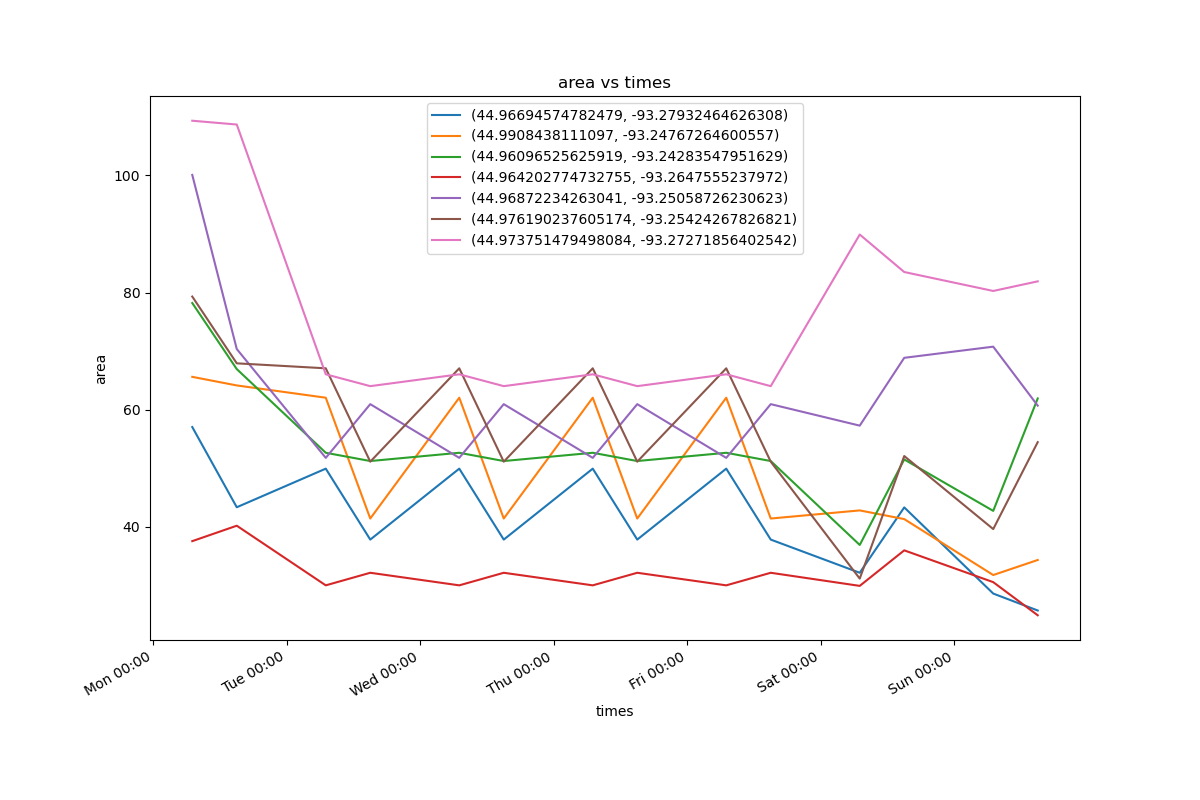 area vs times
(44.96694574782479, -93.27932464626308)
(44.9908438111097, -93.24767264600557)
(44.96096525625919, -93.24283547951629)
(44.964202774732755, -93.2647555237972)
(44.96872234263041, -93.25058726230623)
(44.976190237605174, -93.25424267826821)
(44.973751479498084, -93.27271856402542)
100
80
60
40
area
Mon 00:00
Tue 00:00
Wed 00:00
Thu 00:00
Fri 00:00
Sat 00:00
Sun 00:00
times